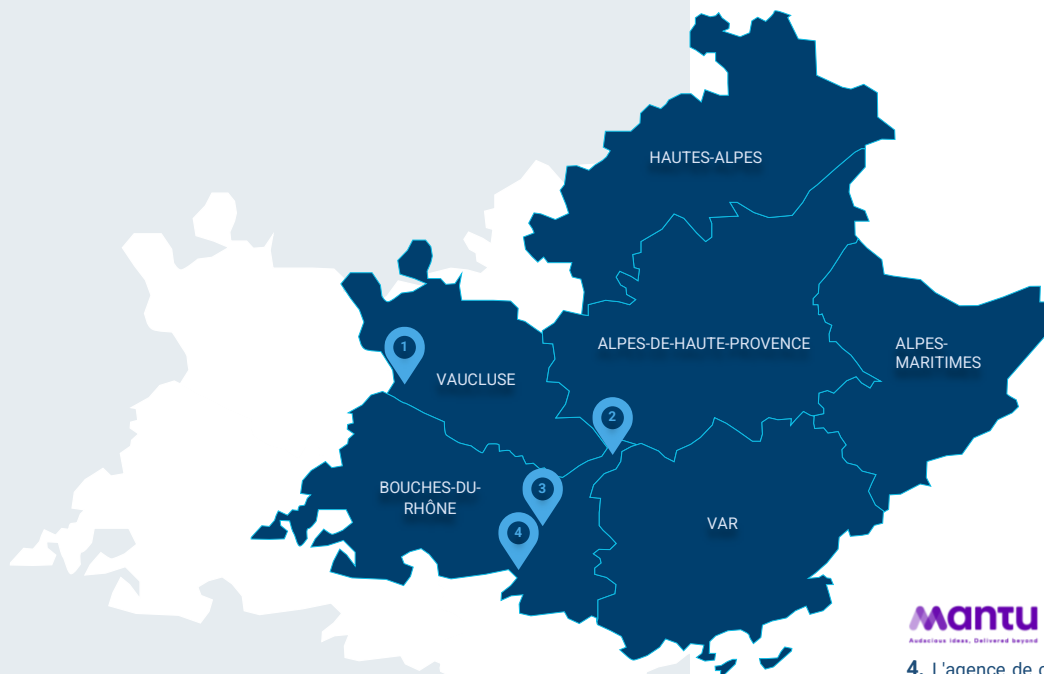 HAUTES-ALPES
1
ALPES-DE-HAUTE-PROVENCE
ALPES-
MARITIMES
VAUCLUSE
2
BOUCHES-DU-
RHÔNE
3
4
VAR
mantu
Audacious ideas, Delivered beyond
4. L'agence de